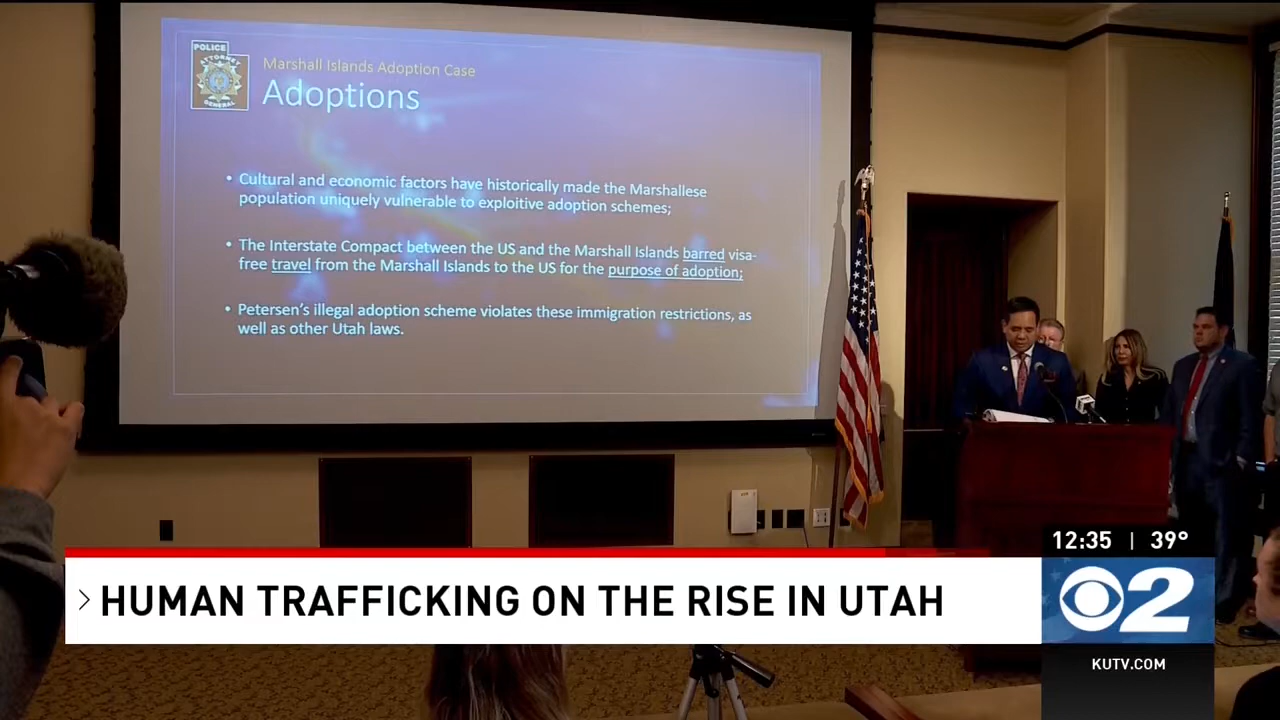 POLICE
ATTORNEY
GENERAL
Marshall Islands Adoption Case
Adoptions
• Cultural and economic factors have historically made the Marshallese
population uniquely vulnerable to exploitive adoption schemes;
• The Interstate Compact between the US and the Marshall Islands barred visa-
free travel from the Marshall Islands to the US for the purpose of adoption;
• Petersen's illegal adoption scheme violates these immigration restrictions, as
well as other Utah laws.
12:35 | 39°
> HUMAN TRAFFICKING ON THE RISE IN UTAH
2
KUTV.COM